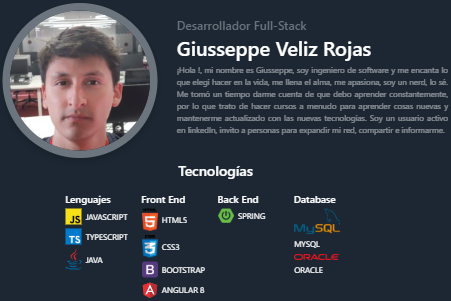 Desarrollador Full-Stack
Giusseppe Veliz Rojas
¡Hola !, mi nombre es Giusseppe, soy ingeniero de software y me encanta lo
que elegí hacer en la vida, me llena el alma, me apasiona, soy un nerd, lo sé.
Me tomó un tiempo darme cuenta de que debo aprender constantemente,
por lo que trato de hacer cursos a menudo para aprender cosas nuevas y
mantenerme actualizado con las nuevas tecnologías. Soy un usuario activo
en linkedIn, invito a personas para expandir mi red, compartir e informarme.
Tecnologías
Lenguajes
JS JAVASCRIPT
TS TYPESCRIPT
JAVA
Front End
5 HTML5
3 CSS3
B BOOTSTRAP
A ANGULAR 8
Back End
SPRING
Database
MySQL
MYSQL
ORACLE
ORACLE